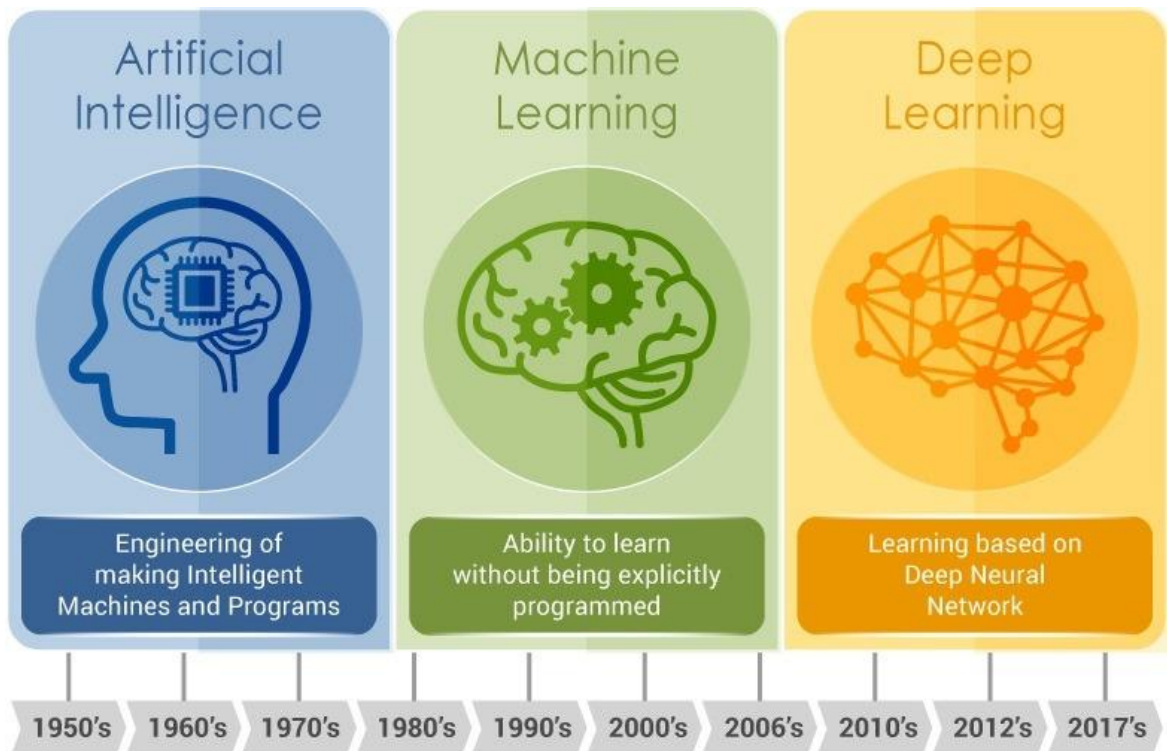 Artificial
Intelligence
Machine
Learning
Deep
Learning
Engineering of
making Intelligent
Machines and Programs
Ability to learn
without being explicitly
programmed
Learning based on
Deep Neural
Network
1950's
1960's
1970's
1980's
1990's
2000's
2006's
2010's
2012's
2017's